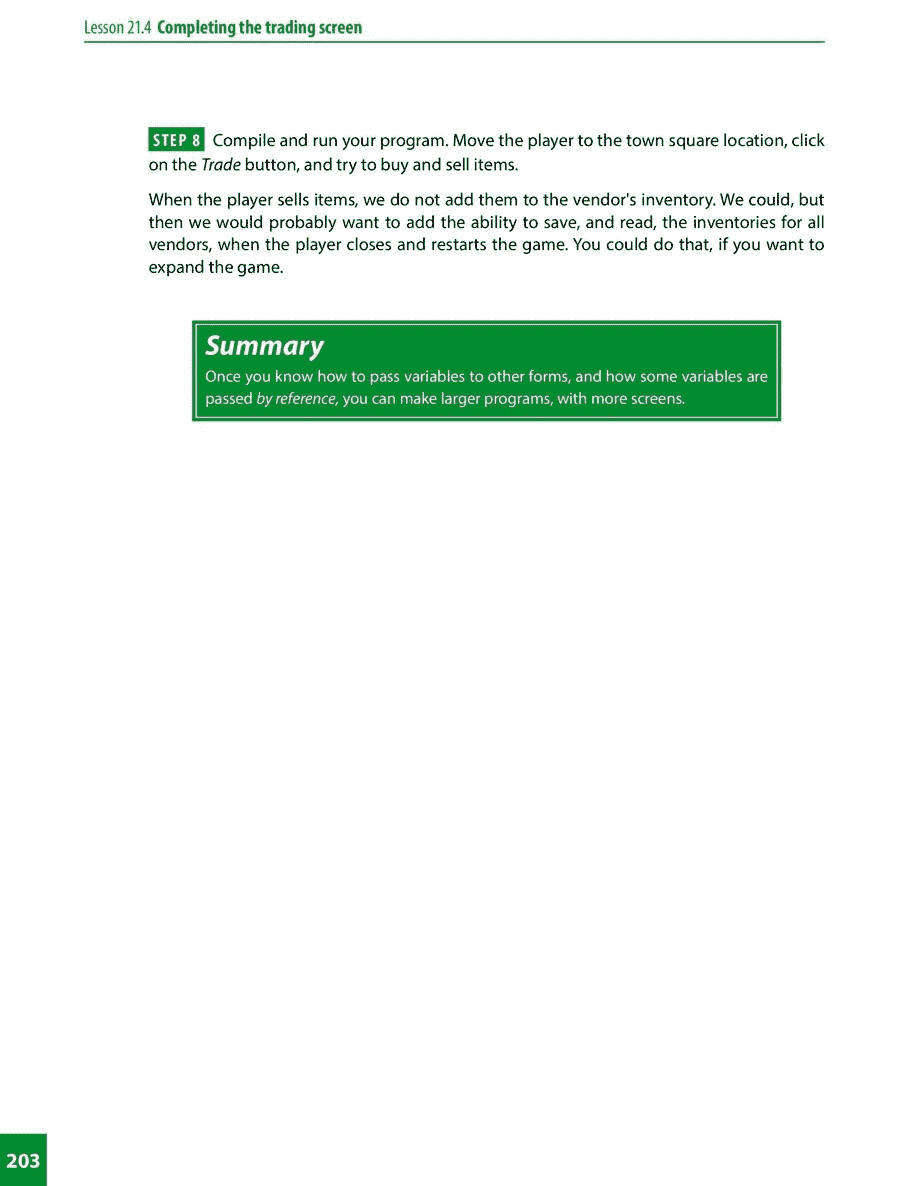 Lesson 21.4 Completing the trading screen
STEP 8 Compile and run your program. Move the player to the town square location, click
on the Trade button, and try to buy and sell items.
When the player sells items, we do not add them to the vendor's inventory. We could, but
then we would probably want to add the ability to save, and read, the inventories for all
vendors, when the player closes and restarts the game. You could do that, if you want to
expand the game.
Summary
Once you know how to pass variables to other forms, and how some variables are
passed by reference, you can make larger programs, with more screens.
203